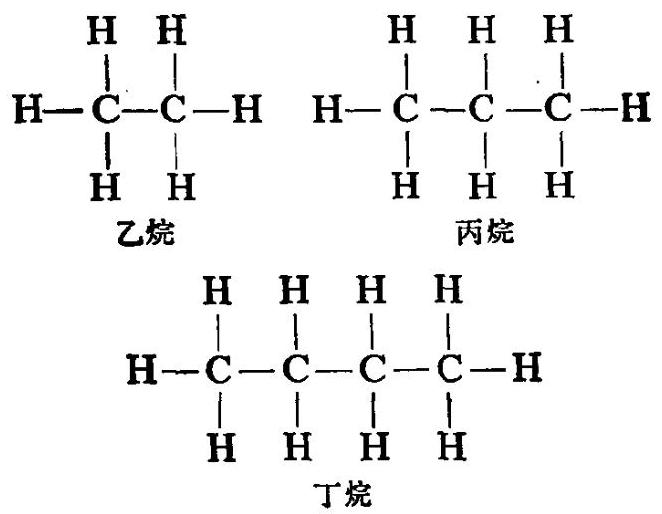 H H H H H
H—C—C—H H—C—C—C—H
H H H H H
乙烷 丙烷
H H H H
H—C—C—C—C—H
H H H H
丁烷